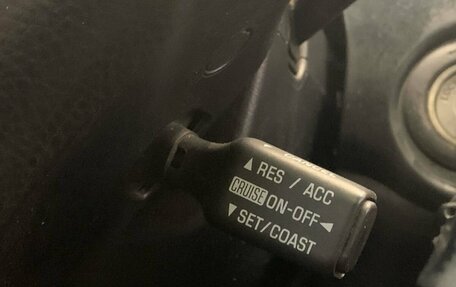 ▲ RES / ACC
CRUISE ON-OFF ◀
▼ SET/COAST